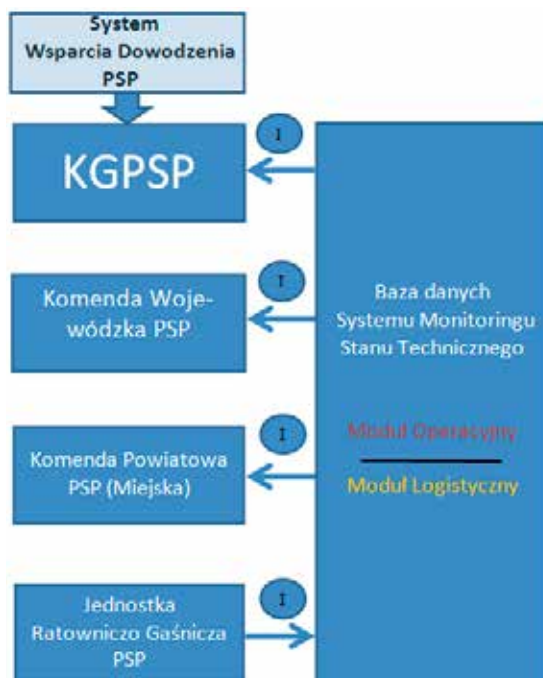 System
Wsparcia Dowodzenia
PSP
KGPSP
I
Komenda Woje-
wódzka PSP
I
Komenda Powiatowa
PSP (Miejska)
I
Jednostka
Ratowniczo Gaśnicza
PSP
I
Baza danych
Systemu Monitoringu
Stanu Technicznego
Moduł Operacyjny
Moduł Logistyczny